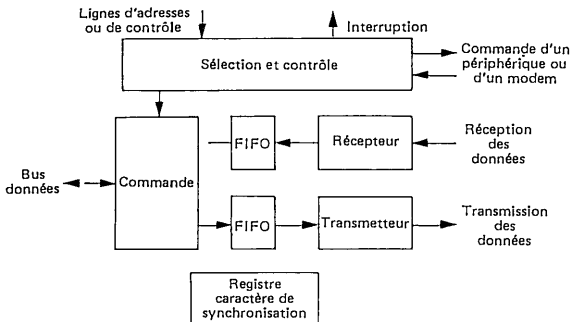 Lignes d'adresses
ou de contrôle
Interruption
Sélection et contrôle
Commande d'un
périphérique ou
d'un modem
Bus
données
Commande
FIFO
Récepteur
Réception
des
données
FIFO
Transmetteur
Transmission
des
données
Registre
caractère de
synchronisation